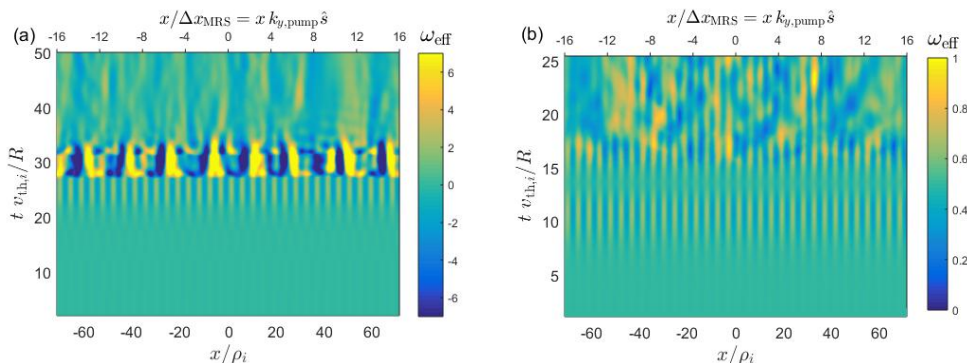 x/Δx_MRS = x k_y,pump ŝ
(a)
-16 -12 -8 -4 0 4 8 12 16
ω_eff
50
40
30
20
10
t v_th,i/R
6
4
2
0
-2
-4
-6
-60 -40 -20 0 20 40 60
x/ρ_i
x/Δx_MRS = x k_y,pump ŝ
(b)
-16 -12 -8 -4 0 4 8 12 16
ω_eff
25
20
15
10
5
t v_th,i/R
1
0.8
0.6
0.4
0.2
0
-60 -40 -20 0 20 40 60
x/ρ_i